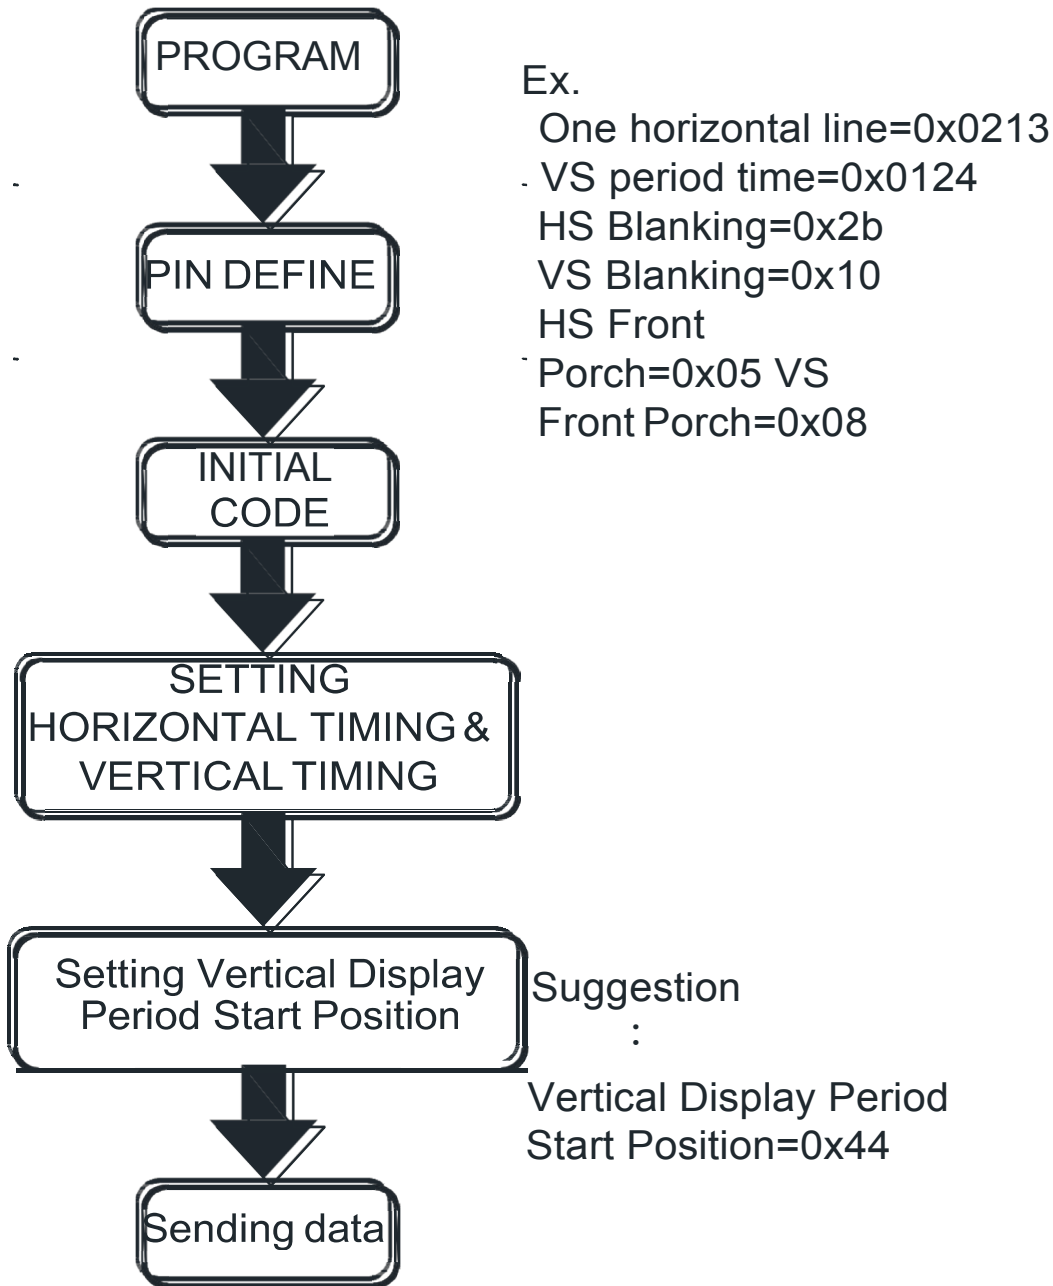 PROGRAM
Ex.
One horizontal line=0x0213
VS period time=0x0124
HS Blanking=0x2b
VS Blanking=0x10
HS Front
Porch=0x05 VS
Front Porch=0x08
PIN DEFINE
INITIAL
CODE
SETTING
HORIZONTAL TIMING &
VERTICAL TIMING
Setting Vertical Display
Period Start Position
Suggestion
:
Vertical Display Period
Start Position=0x44
Sending data